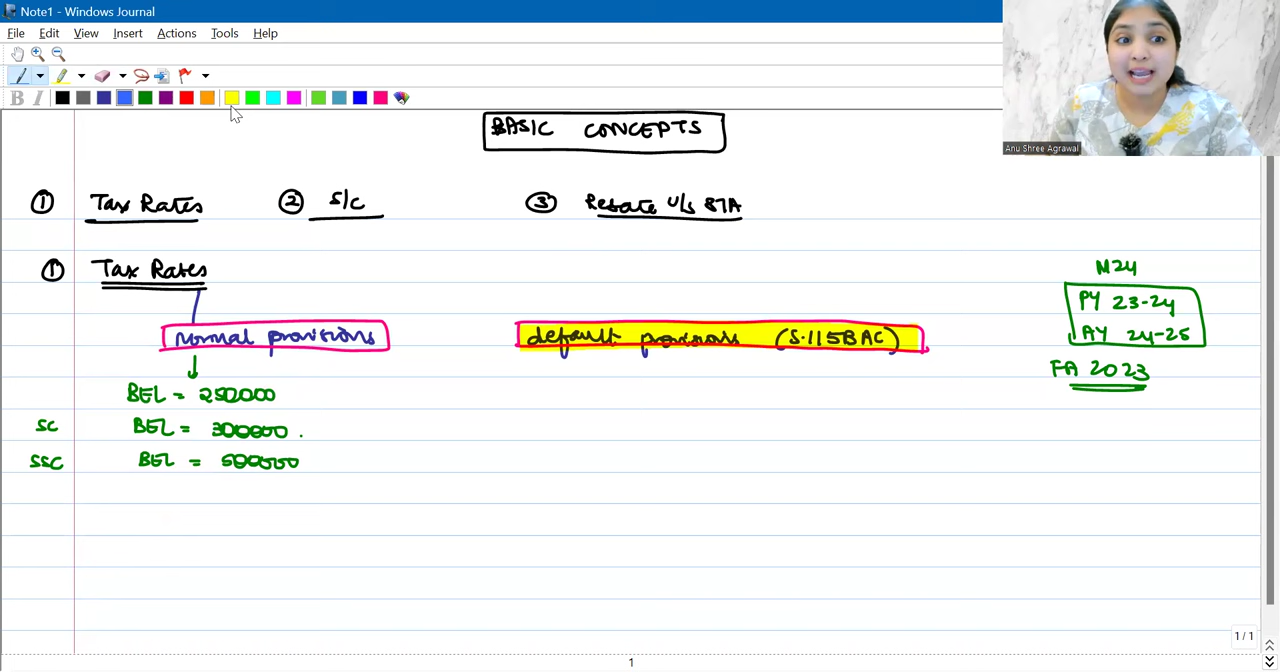 Note1 - Windows Journal
File Edit View Insert Actions Tools Help
B I
Anu Shree Agrawal
BASIC CONCEPTS
① Tax Rates ② S/C ③ Rebate U/s 87A
① Tax Rates
M24
PY 23-24
AY 24-25
FA 2023
normal provisions default provisions (S.115BAC)
BEL = 250000
SC BEL = 300000.
SSC BEL = 500000
1 / 1
1